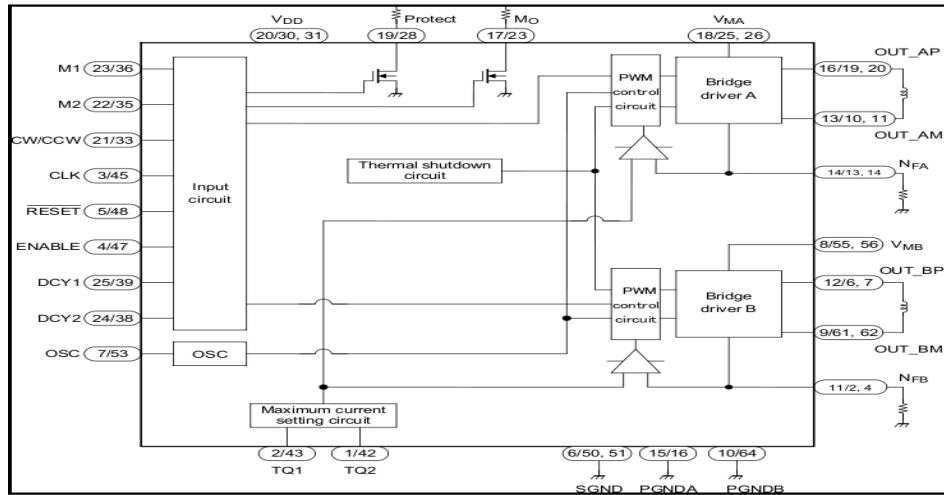 VDD
Protect
MO
VMA
20/30, 31
19/28
17/23
18/25, 26
OUT_AP
M1 23/36
16/19, 20
PWM
control
circuit
Bridge
driver A
M2 22/35
13/10, 11
OUT_AM
CW/CCW 21/33
Thermal shutdown
circuit
NFA
14/13, 14
CLK 3/45
Input
circuit
RESET 5/48
ENABLE 4/47
8/55, 56 VMB
OUT_BP
DCY1 25/39
12/6, 7
PWM
control
circuit
Bridge
driver B
DCY2 24/38
9/61, 62
OUT_BM
OSC 7/53
OSC
NFB
11/2, 4
Maximum current
setting circuit
2/43
1/42
6/50, 51
15/16
10/64
TQ1
TQ2
SGND
PGNDA
PGNDB